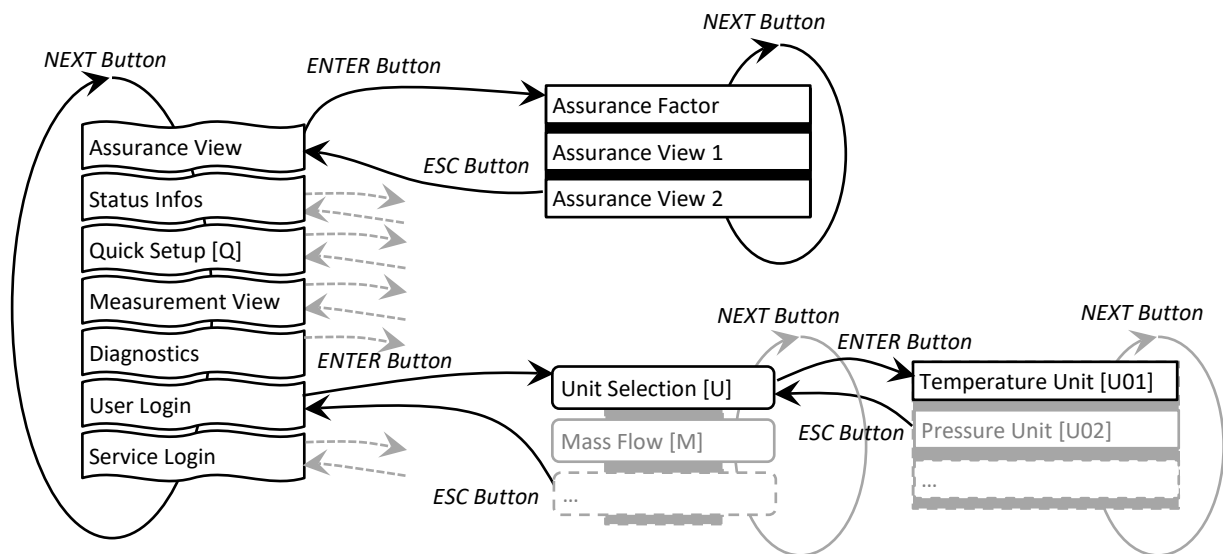 NEXT Button
Assurance View
Status Infos
Quick Setup [Q]
Measurement View
Diagnostics
User Login
Service Login
ENTER Button
ESC Button
NEXT Button
Assurance Factor
Assurance View 1
Assurance View 2
ENTER Button
ESC Button
NEXT Button
Unit Selection [U]
Mass Flow [M]
...
ENTER Button
ESC Button
NEXT Button
Temperature Unit [U01]
Pressure Unit [U02]
...